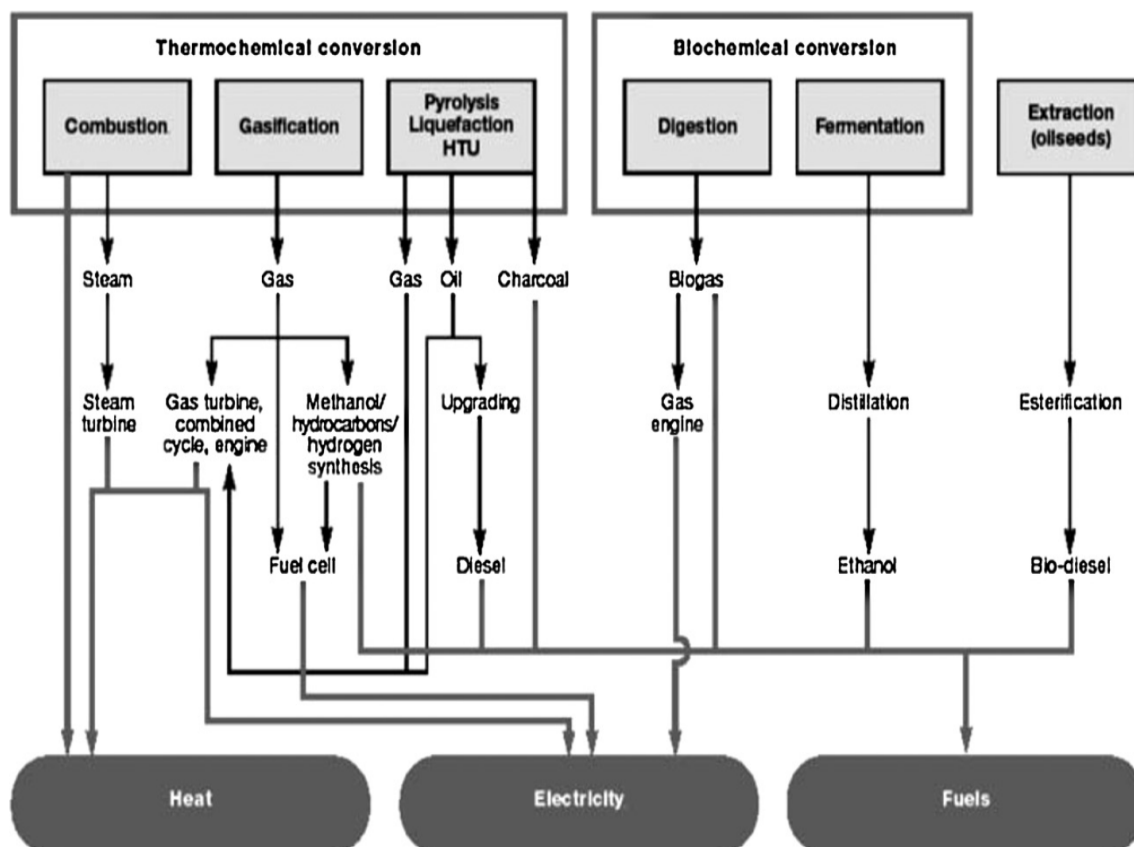 Thermochemical conversion
Biochemical conversion
Combustion
Gasification
Pyrolysis
Liquefaction
HTU
Digestion
Fermentation
Extraction
(oilseeds)
Steam
Gas
Gas
Oil
Charcoal
Biogas
Steam
turbine
Gas turbine,
combined
cycle, engine
Methanol/
hydrocarbons/
hydrogen
synthesis
Upgrading
Gas
engine
Distillation
Esterification
Fuel cell
Diesel
Ethanol
Bio-diesel
Heat
Electricity
Fuels